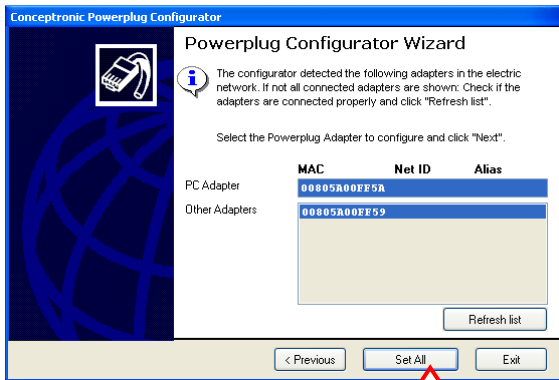 Conceptronic Powerplug Configurator
Powerplug Configurator Wizard
The configurator detected the following adapters in the electric
network. If not all connected adapters are shown: Check if the
adapters are connected properly and click "Refresh list".
Select the Powerplug Adapter to configure and click "Next".
MAC Net ID Alias
PC Adapter 00805A00FF5A
Other Adapters 00805A00FF59
Refresh list
< Previous Set All Exit